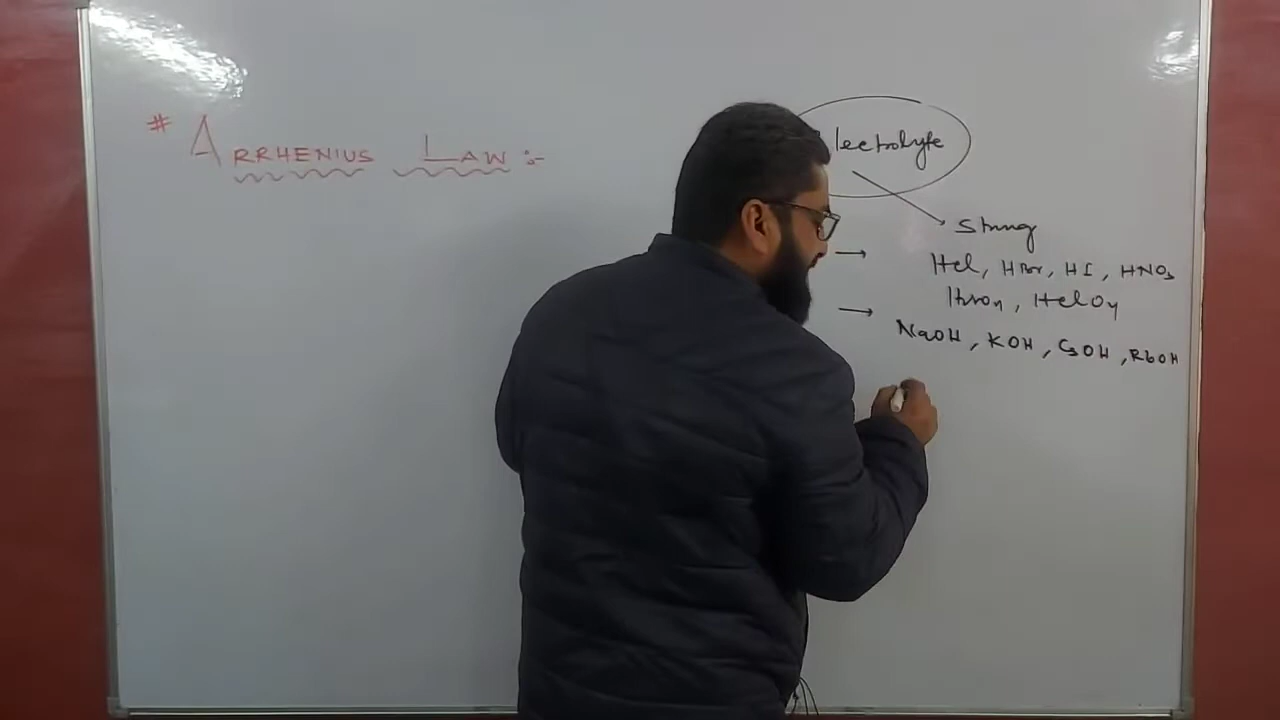 # ARRHENIUS LAW :-
lectrolyte
Strong
→ HCl, HBr, HI, HNO3
HClO4
→ NaOH, KOH, CsOH, RbOH